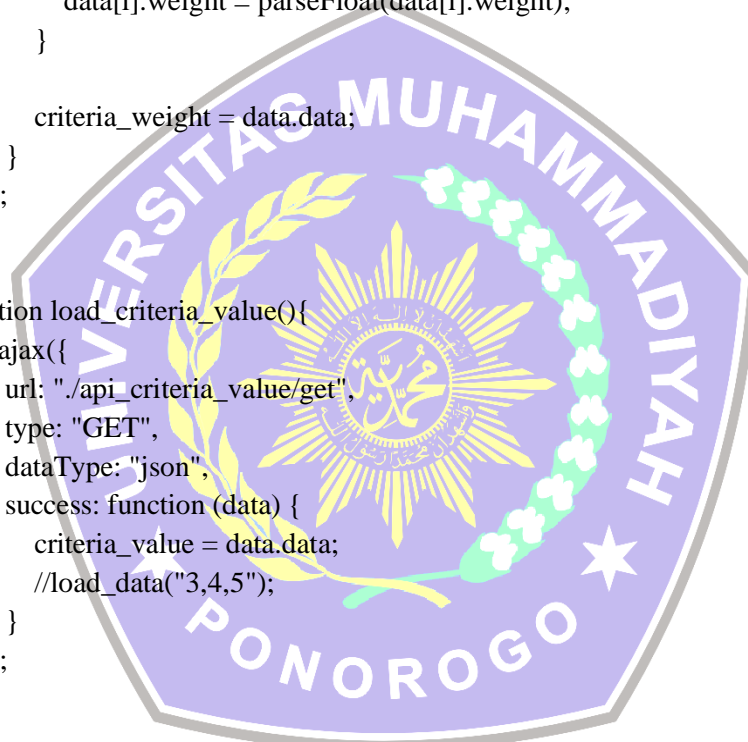 data[i].weight = parseFloat(data[i].weight);
}
criteria_weight = data.data;
}
;
tion load_criteria_value(){
ajax({
url: "./api_criteria_value/get",
type: "GET",
dataType: "json",
success: function (data) {
criteria_value = data.data;
//load_data("3,4,5");
}
;
UNIVERSITAS MUHAMMADIYAH
PONOROGO